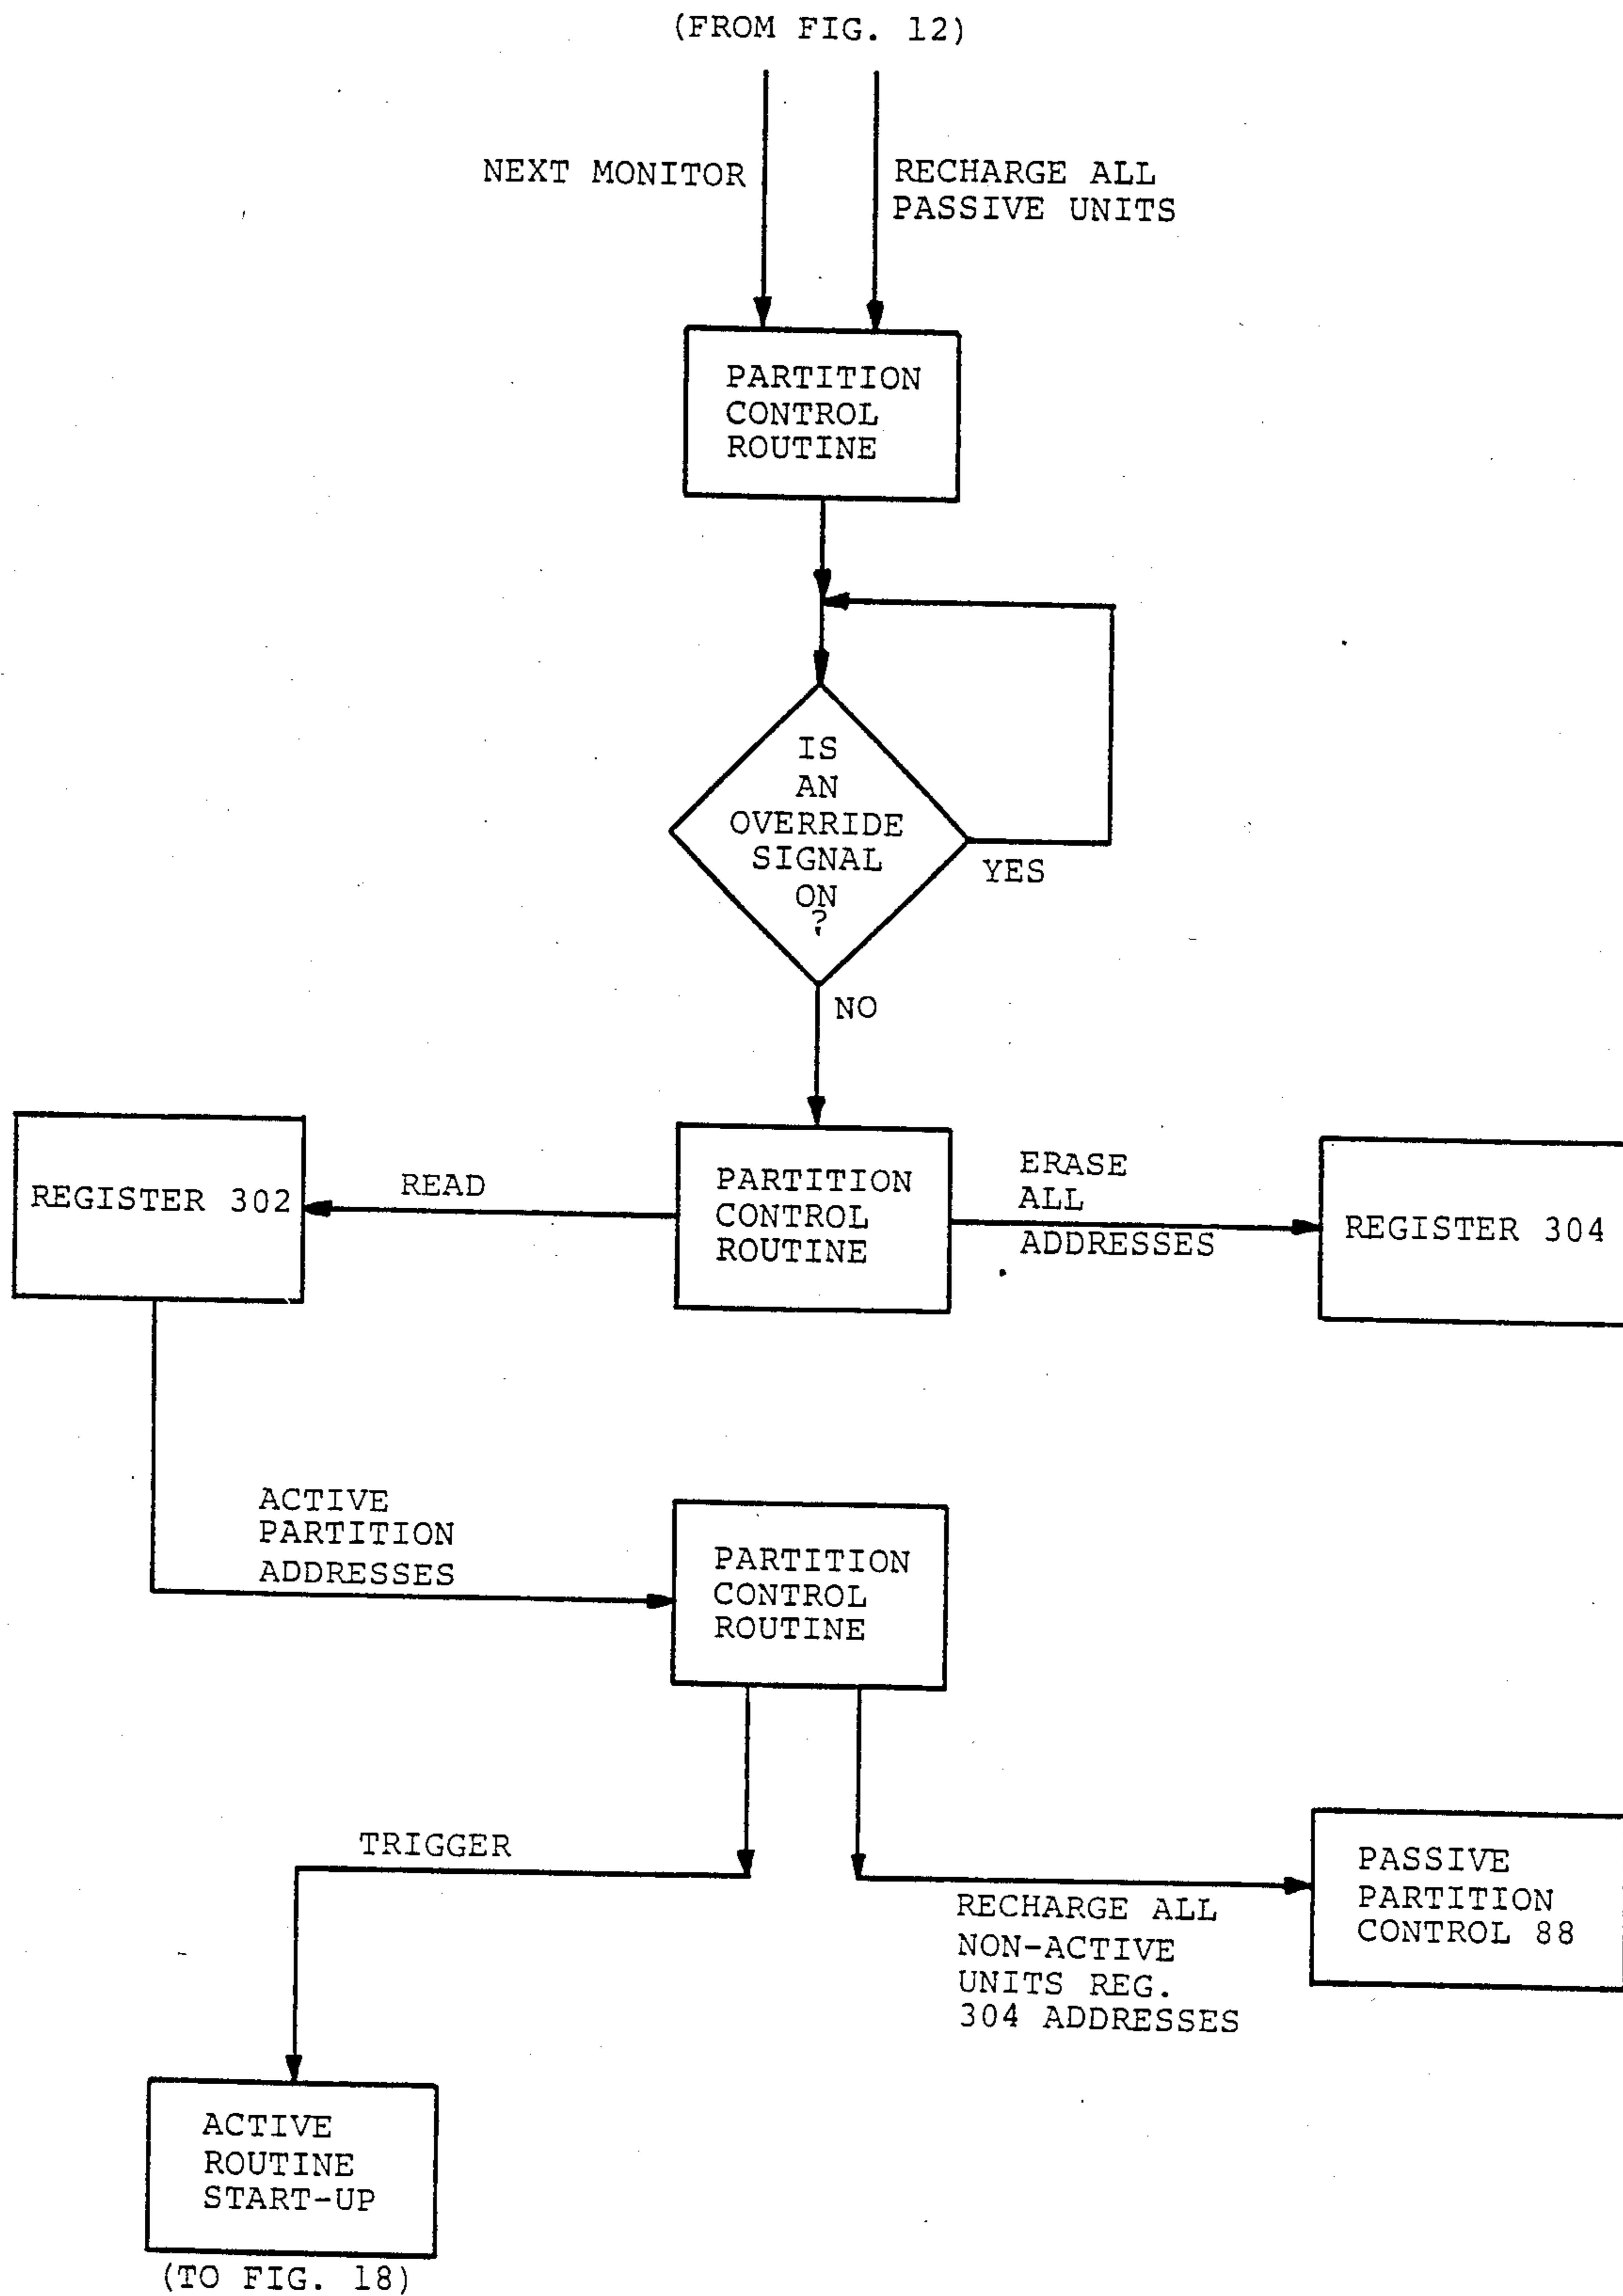 (FROM FIG. 12)
NEXT MONITOR
RECHARGE ALL
PASSIVE UNITS
PARTITION
CONTROL
ROUTINE
IS
AN
OVERRIDE
SIGNAL
ON
?
YES
NO
REGISTER 302
READ
PARTITION
CONTROL
ROUTINE
ERASE
ALL
ADDRESSES
REGISTER 304
ACTIVE
PARTITION
ADDRESSES
PARTITION
CONTROL
ROUTINE
TRIGGER
RECHARGE ALL
NON-ACTIVE
UNITS REG.
304 ADDRESSES
PASSIVE
PARTITION
CONTROL 88
ACTIVE
ROUTINE
START-UP
(TO FIG. 18)